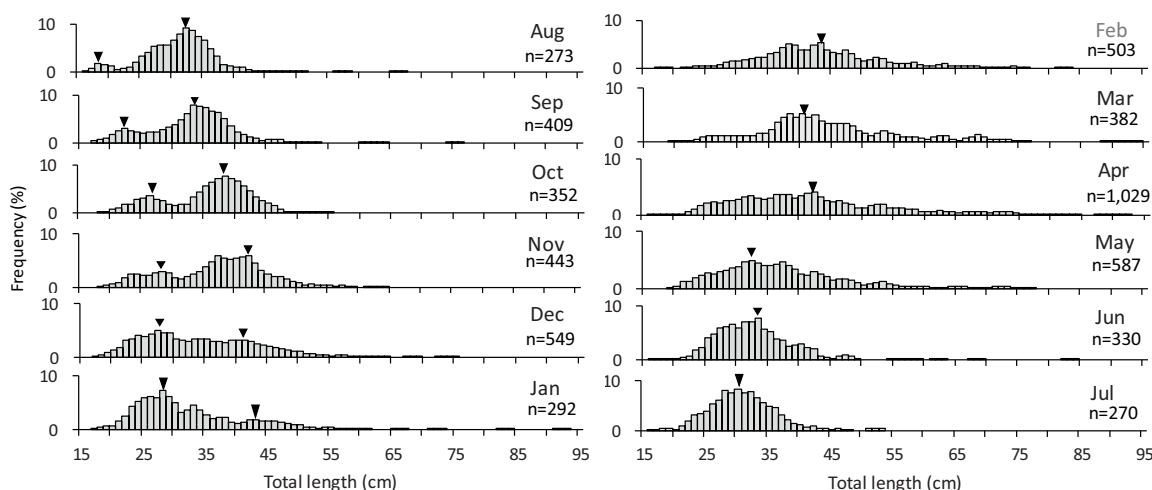 Frequency (%)
10
0
Aug
n=273
10
0
Sep
n=409
10
0
Oct
n=352
10
0
Nov
n=443
10
0
Dec
n=549
10
0
Jan
n=292
15 25 35 45 55 65 75 85 95
Total length (cm)
10
0
Feb
n=503
10
0
Mar
n=382
10
0
Apr
n=1,029
10
0
May
n=587
10
0
Jun
n=330
10
0
Jul
n=270
15 25 35 45 55 65 75 85 95
Total length (cm)